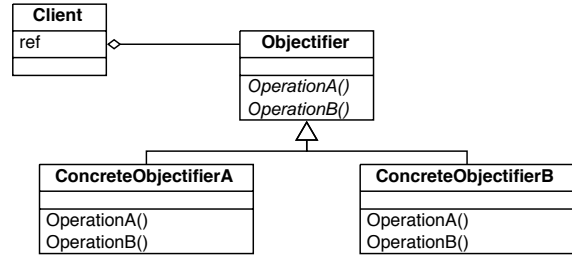 Client
ref
Objectifier
OperationA()
OperationB()
ConcreteObjectifierA
OperationA()
OperationB()
ConcreteObjectifierB
OperationA()
OperationB()